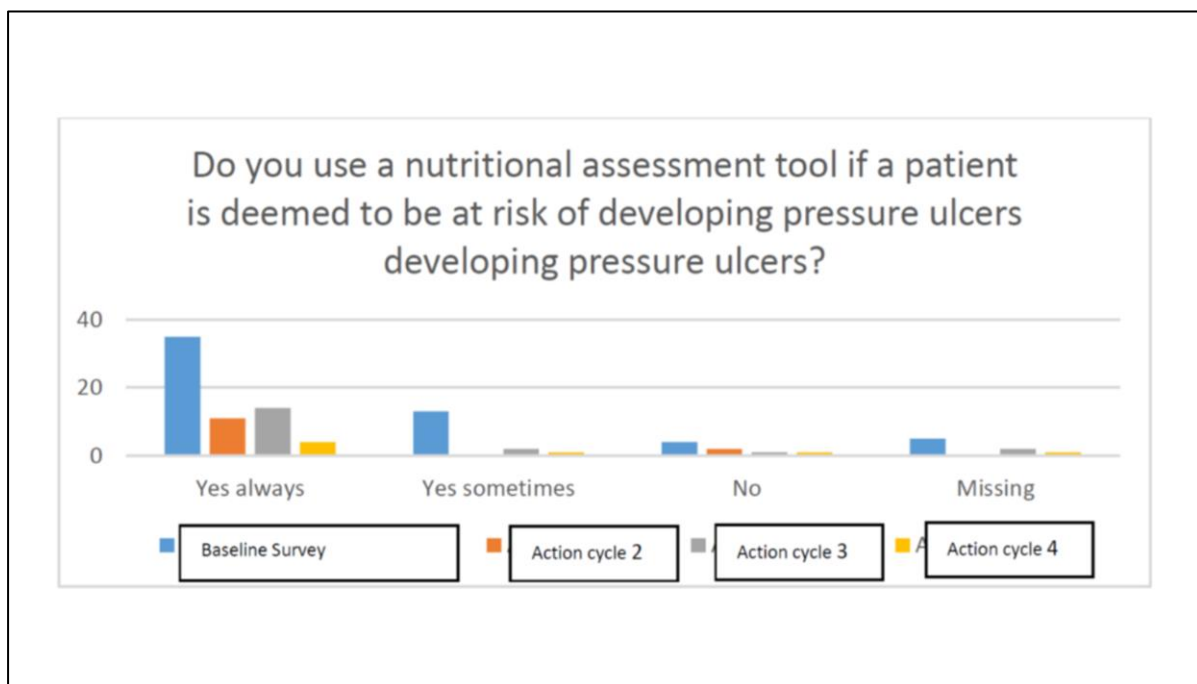 Do you use a nutritional assessment tool if a patient
is deemed to be at risk of developing pressure ulcers
developing pressure ulcers?
40
20
0
Yes always Yes sometimes No Missing
Baseline Survey Action cycle 2 Action cycle 3 Action cycle 4